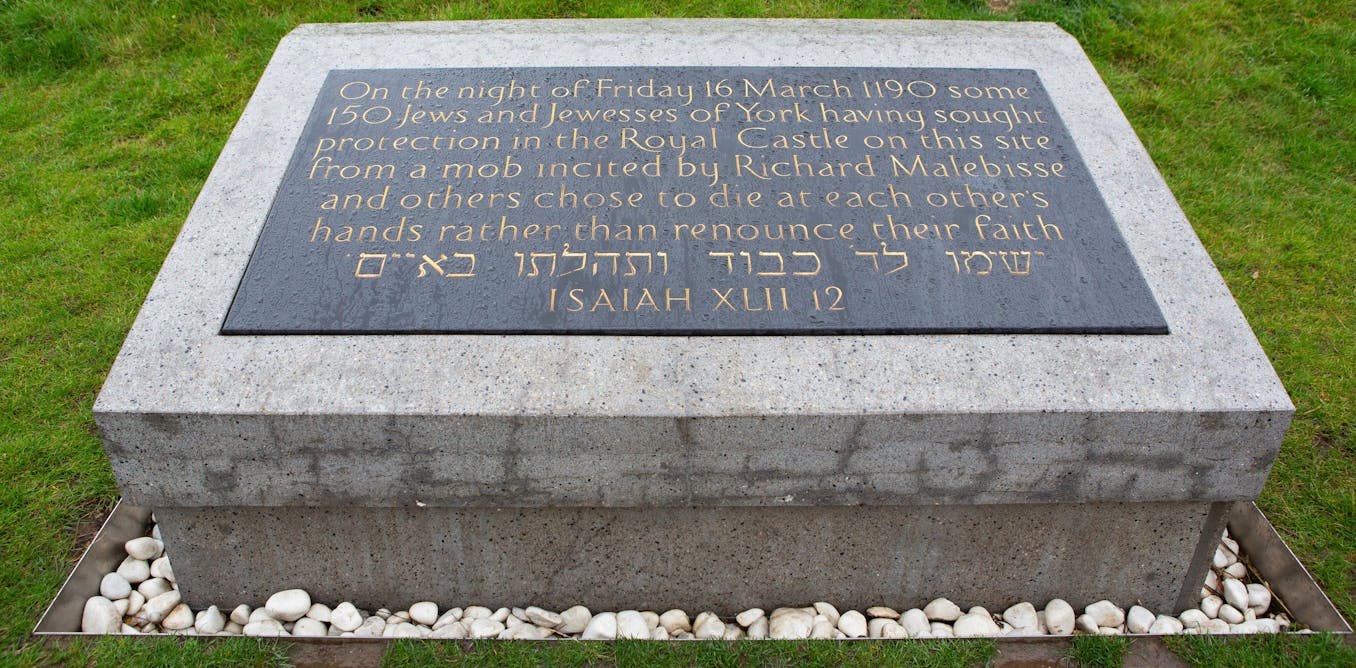 On the night of Friday 16 March 1190 some
150 Jews and Jewesses of York having sought
protection in the Royal Castle on this site
from a mob incited by Richard Malebisse
and others chose to die at each other's
hands rather than renounce their faith
ישימו לד׳ כבוד ותהלתו באיים
ISAIAH XLII 12